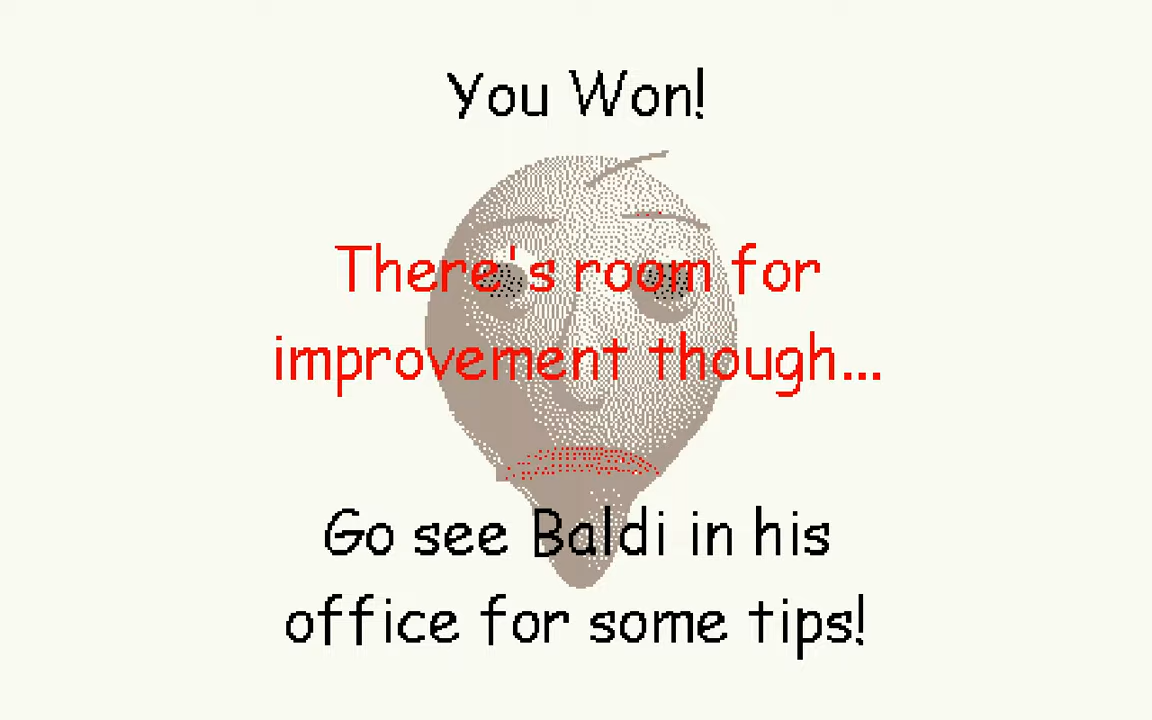 You Won!
There's room for
improvement though...
Go see Baldi in his
office for some tips!